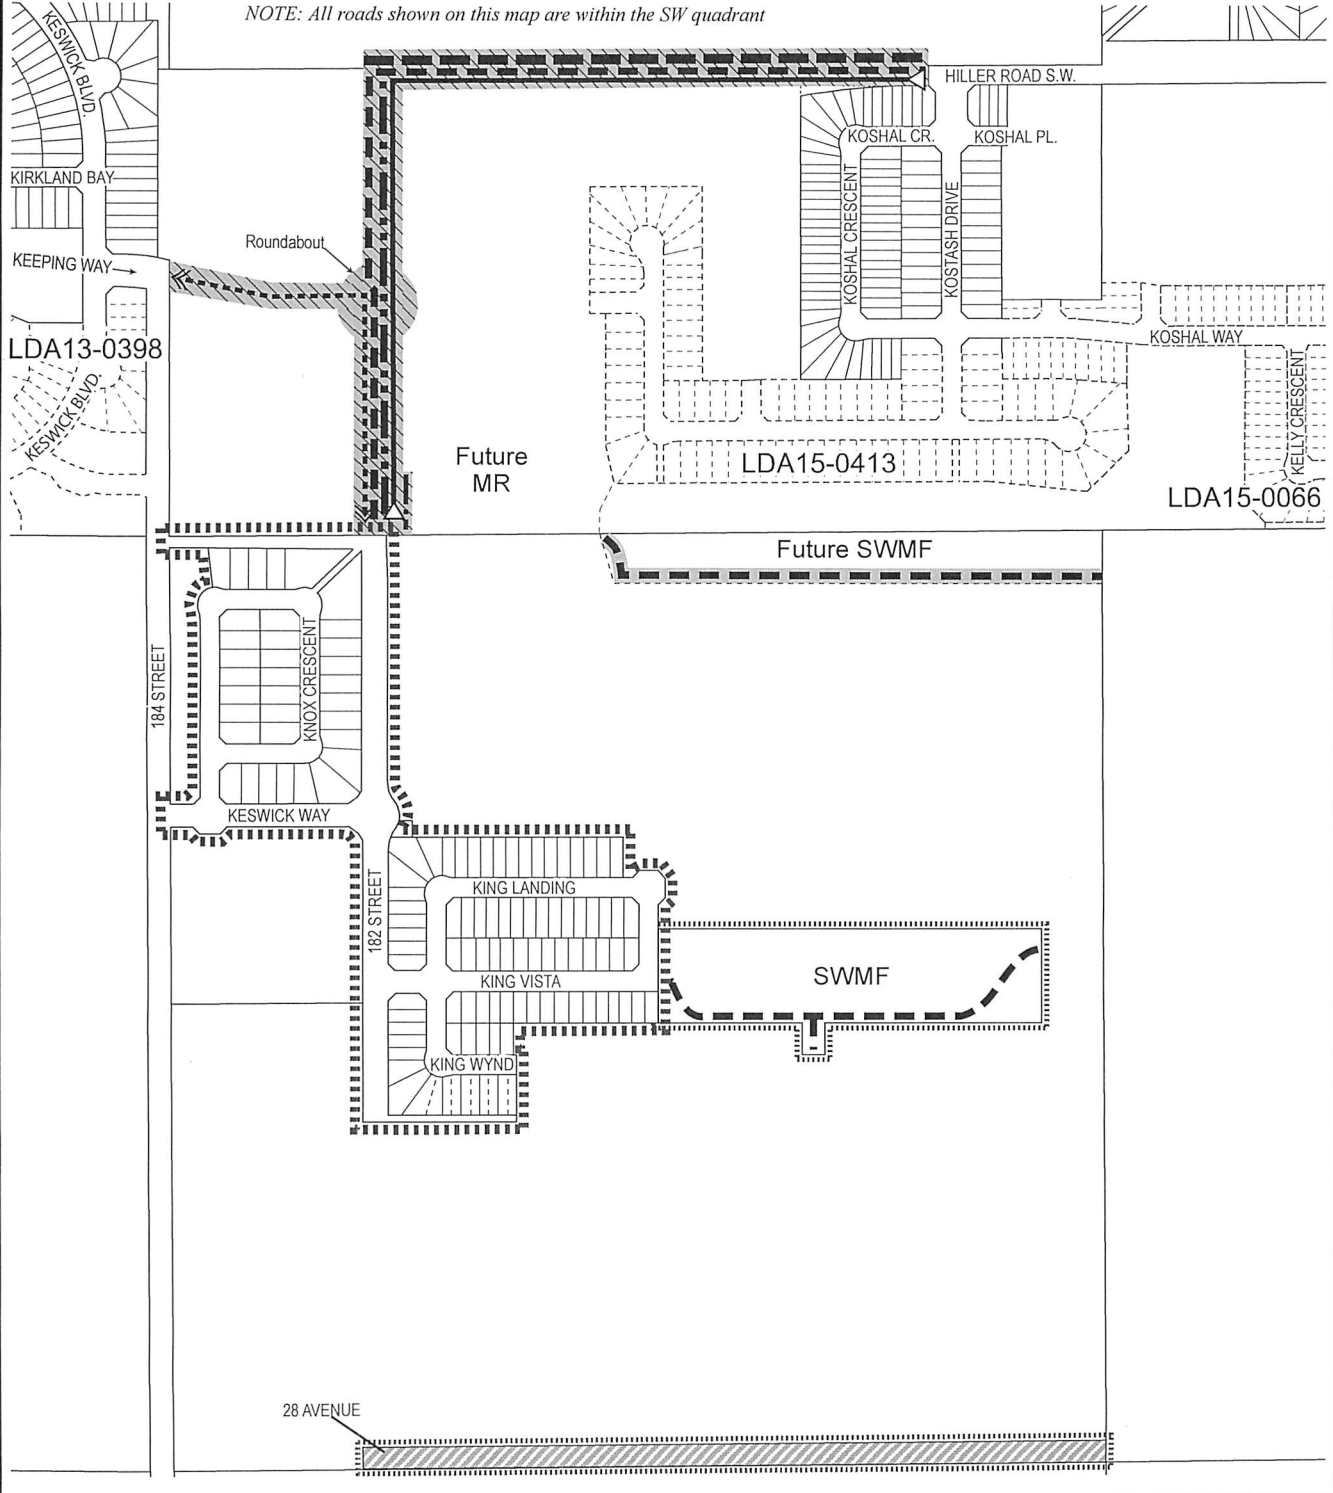 NOTE: All roads shown on this map are within the SW quadrant
KESWICK BLVD.
HILLER ROAD S.W.
KOSHAL CR.
KOSHAL PL.
KIRKLAND BAY
KOSHAL CRESCENT
KOSTASH DRIVE
Roundabout
KEEPING WAY
KOSHAL WAY
LDA13-0398
KESWICK BLVD.
KELLY CRESCENT
Future
MR
LDA15-0413
LDA15-0066
Future SWMF
184 STREET
KNOX CRESCENT
KESWICK WAY
182 STREET
KING LANDING
KING VISTA
SWMF
KING WYND
28 AVENUE